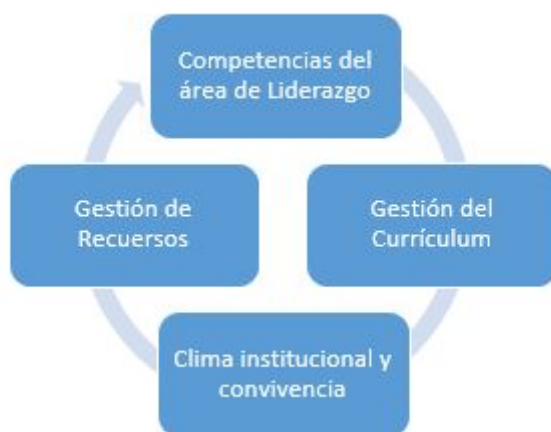 Competencias del
área de Liderazgo
Gestión de
Recuersos
Gestión del
Currículum
Clima institucional y
convivencia